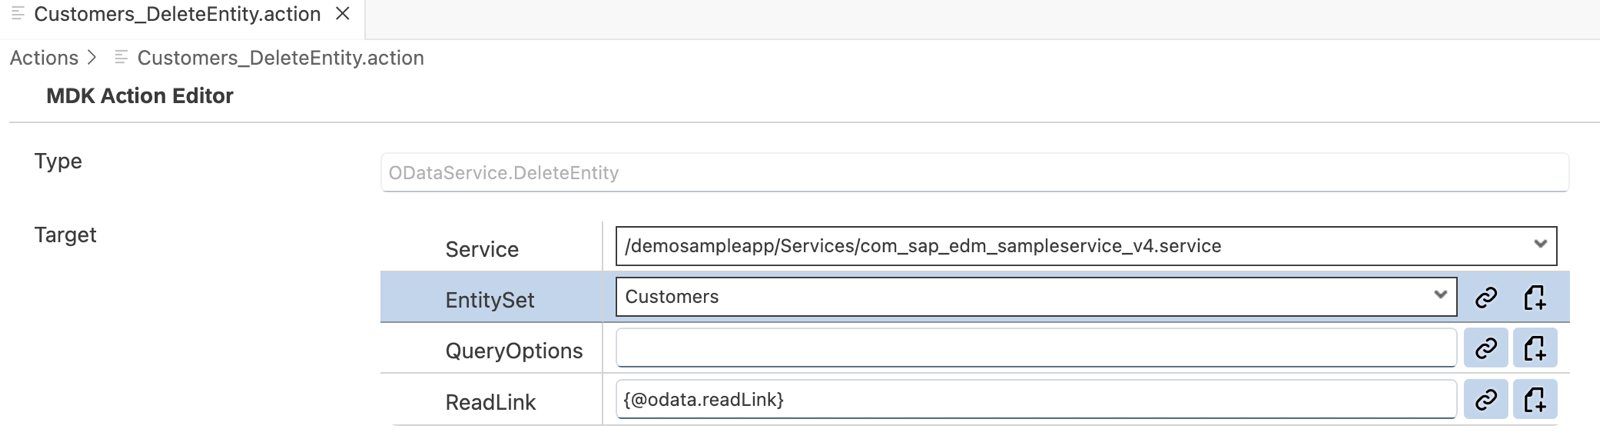 Customers_DeleteEntity.action
Actions > Customers_DeleteEntity.action
MDK Action Editor
Type
ODataService.DeleteEntity
Target
Service
/demosampleapp/Services/com_sap_edm_sampleservice_v4.service
EntitySet
Customers
QueryOptions
ReadLink
{@odata.readLink}